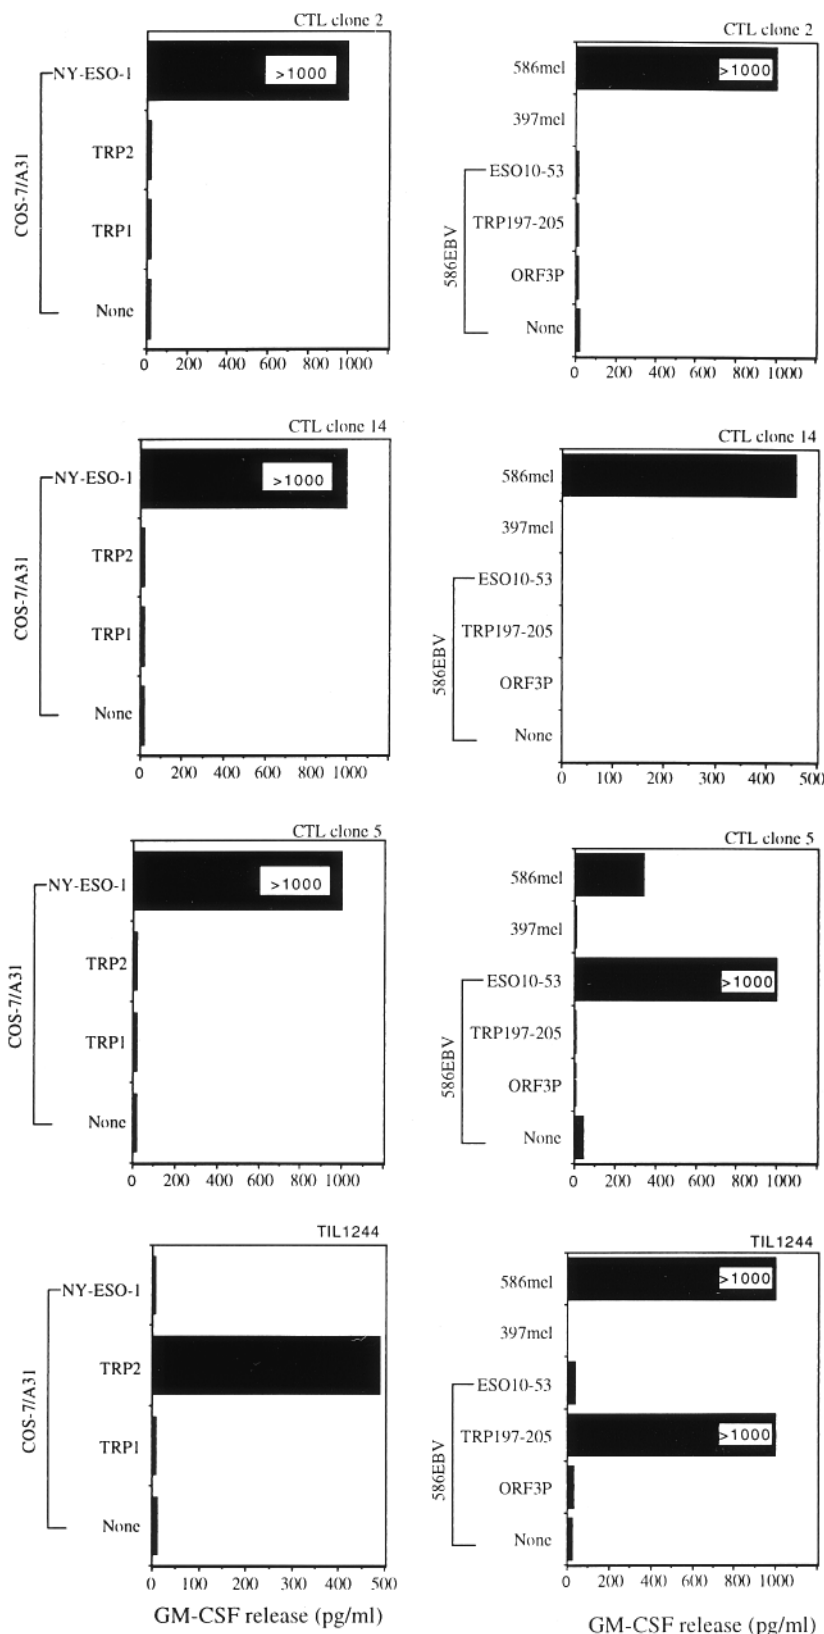 CTL clone 2
COS-7/A31
NY-ESO-1
>1000
TRP2
TRP1
None
0 200 400 600 800 1000
CTL clone 2
586mel
>1000
397mel
586EBV
ESO10-53
TRP197-205
ORF3P
None
0 200 400 600 800 1000
CTL clone 14
COS-7/A31
NY-ESO-1
>1000
TRP2
TRP1
None
0 200 400 600 800 1000
CTL clone 14
586mel
397mel
586EBV
ESO10-53
TRP197-205
ORF3P
None
0 100 200 300 400 500
CTL clone 5
COS-7/A31
NY-ESO-1
>1000
TRP2
TRP1
None
0 200 400 600 800 1000
CTL clone 5
586mel
397mel
586EBV
ESO10-53
>1000
TRP197-205
ORF3P
None
0 200 400 600 800 1000
TIL1244
COS-7/A31
NY-ESO-1
TRP2
TRP1
None
0 100 200 300 400 500
GM-CSF release (pg/ml)
TIL1244
586mel
>1000
397mel
586EBV
ESO10-53
TRP197-205
>1000
ORF3P
None
0 200 400 600 800 1000
GM-CSF release (pg/ml)